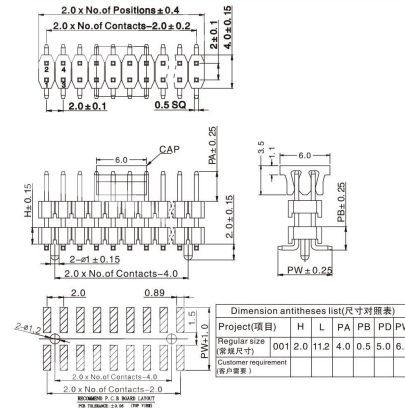 2.0 x No.of Positions±0.4
2.0 x No.of Contacts-2.0±0.2
2±0.1
4.0±0.15
2 4
1 3
2.0±0.1
0.5 SQ
CAP
6.0
PA±0.25
H±0.15
2.0±0.15
2-ø1±0.15
2.0 x No.of Contacts-4.0
3.5
1.1
6.0
PB±0.25
PW±0.25
2.0
0.89
2-ø1.2
1.5
PW+1.0
2.0 x No.of Contacts-4.0
2.0 x No.of Contacts-2.0
RECOMMEND P.C.B BOARD LAYOUT
PCB TOLERANCE:±0.05 (TOP VIEW)
Dimension antitheses list(尺寸对照表)
Project(项目) H L PA PB PD PW
Regular size (常规尺寸) 001 2.0 11.2 4.0 0.5 5.0 6.
Customer requirement
(客户需要)